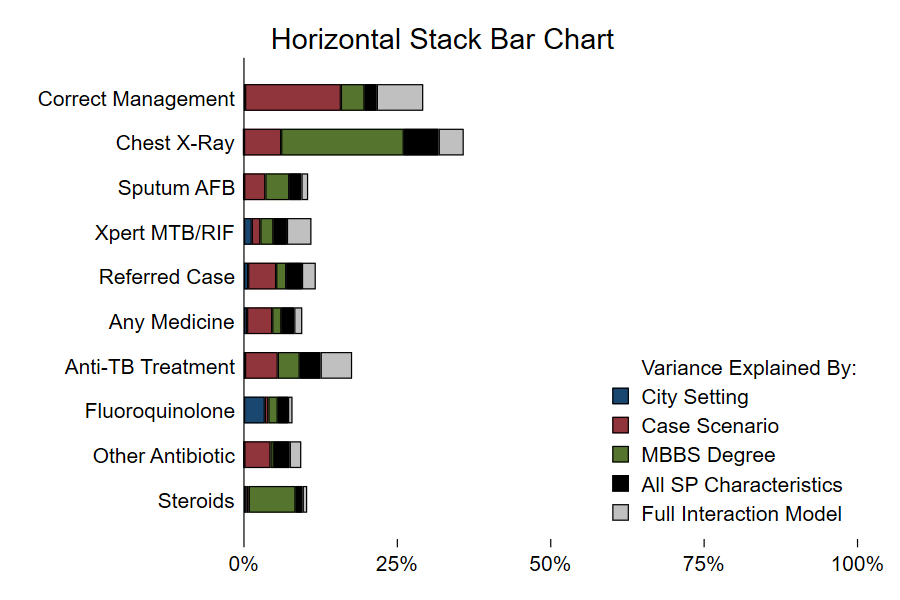 Horizontal Stack Bar Chart
Correct Management
Chest X-Ray
Sputum AFB
Xpert MTB/RIF
Referred Case
Any Medicine
Anti-TB Treatment
Fluoroquinolone
Other Antibiotic
Steroids
Variance Explained By:
City Setting
Case Scenario
MBBS Degree
All SP Characteristics
Full Interaction Model
0% 25% 50% 75% 100%